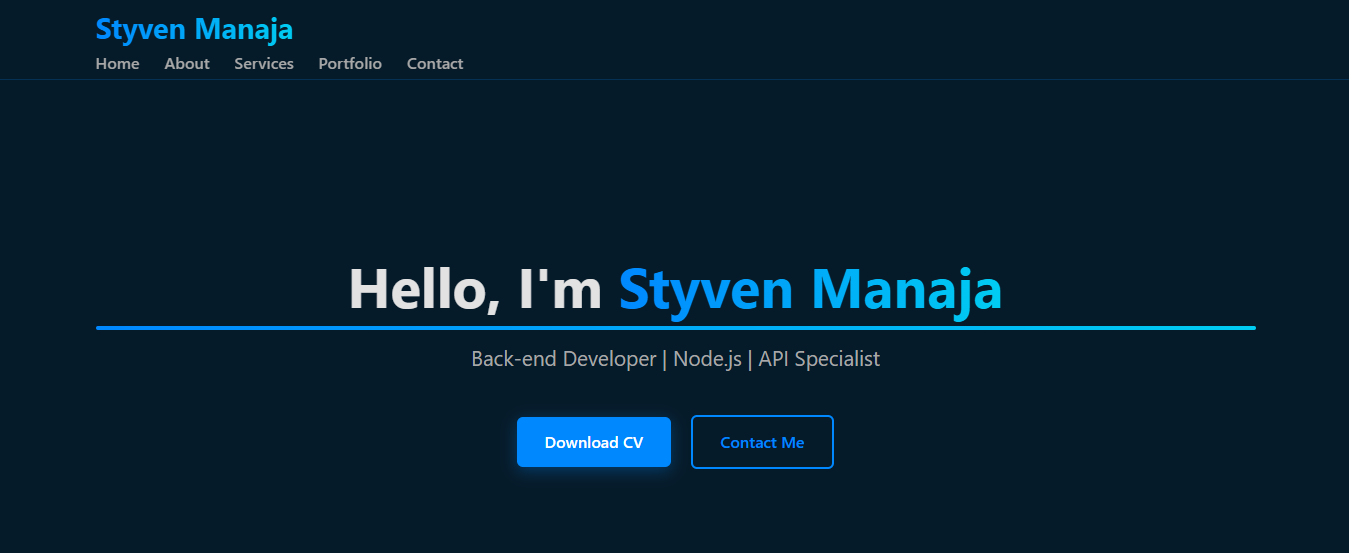 Styven Manaja
Home About Services Portfolio Contact
Hello, I'm Styven Manaja
Back-end Developer | Node.js | API Specialist
Download CV Contact Me